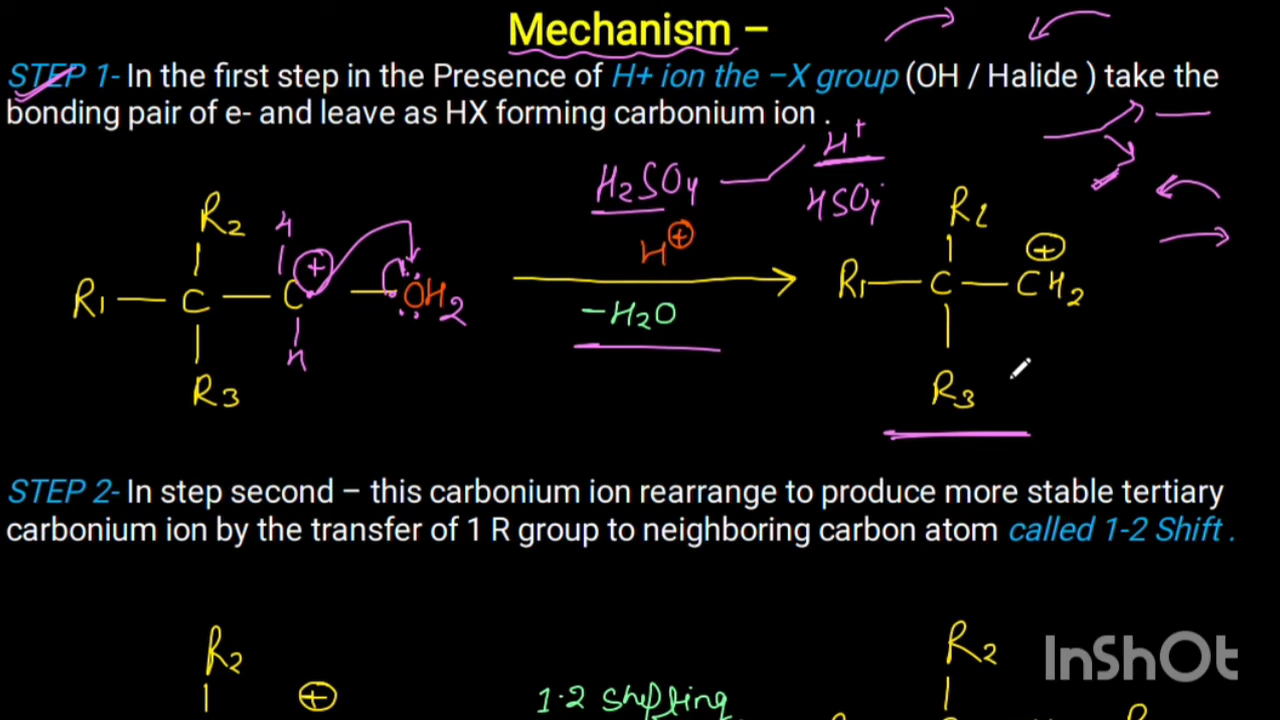 Mechanism –
STEP 1- In the first step in the Presence of H+ ion the –X group (OH / Halide ) take the
bonding pair of e- and leave as HX forming carbonium ion .
H2SO4 H+
HSO4
R2 H H⊕ R2 ⊕
R1 — C — C + — OH2 R1 — C — CH2
–H2O
H
R3 R3
STEP 2- In step second – this carbonium ion rearrange to produce more stable tertiary
carbonium ion by the transfer of 1 R group to neighboring carbon atom called 1-2 Shift .
R2 R2
InShOt
⊕ 1·2 shifting